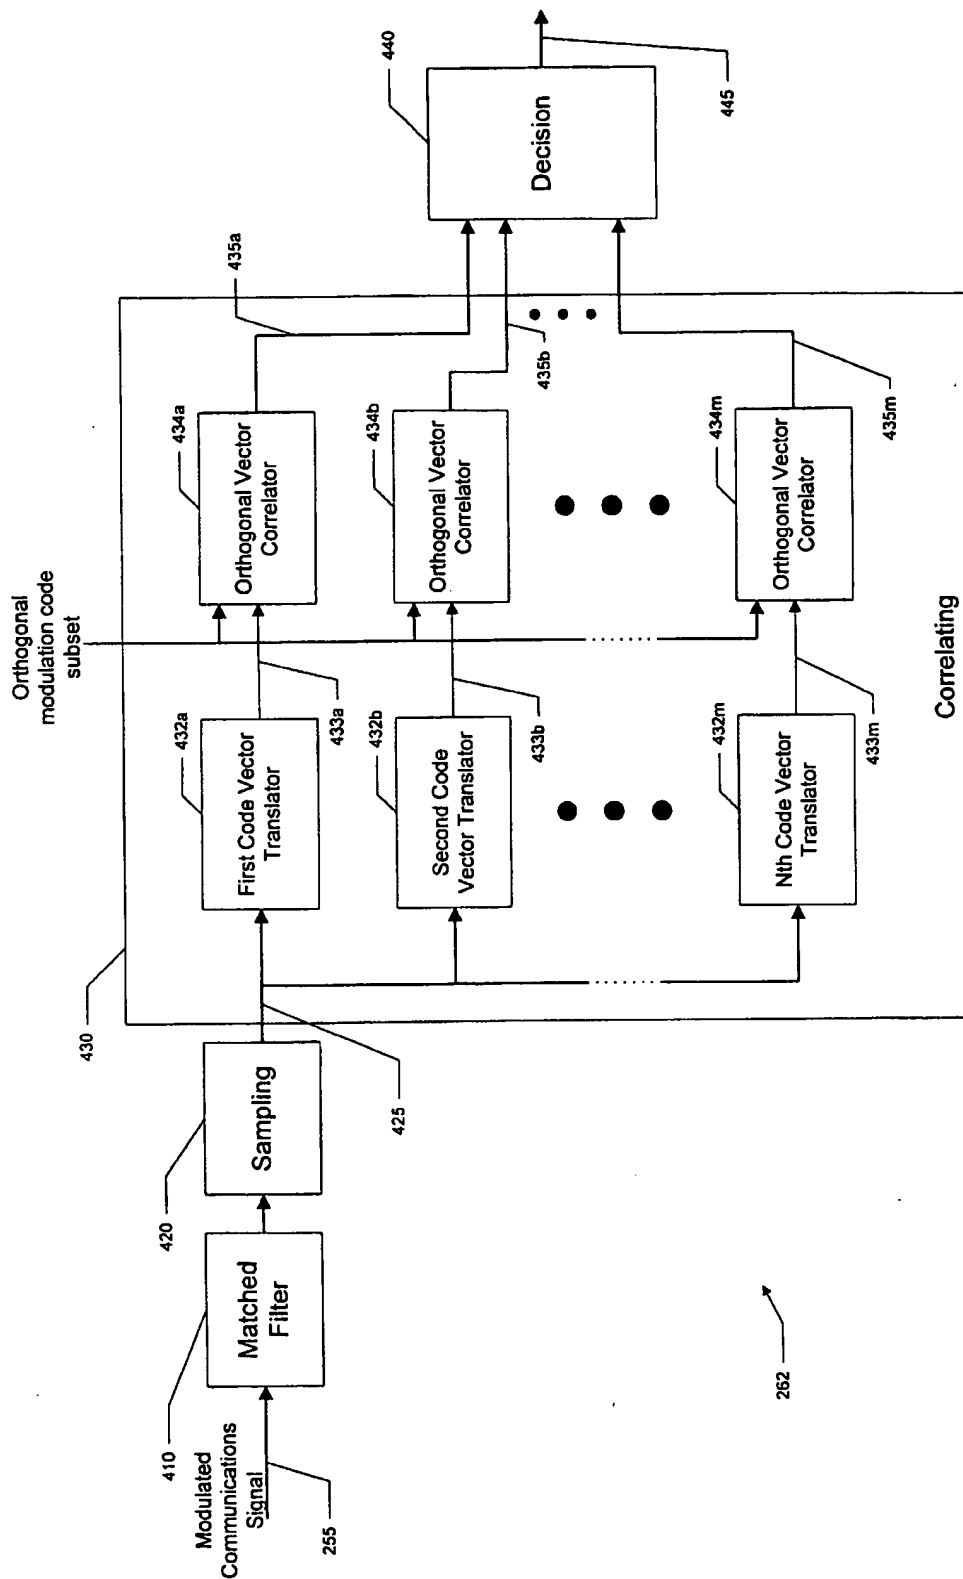 Orthogonal
modulation code
subset
430
432a
First Code Vector
Translator
433a
434a
Orthogonal Vector
Correlator
435a
440
Decision
445
410
Matched
Filter
420
Sampling
425
Modulated
Communications
Signal
255
432b
Second Code
Vector Translator
433b
434b
Orthogonal Vector
Correlator
435b
432m
Nth Code Vector
Translator
433m
434m
Orthogonal Vector
Correlator
435m
Correlating
262